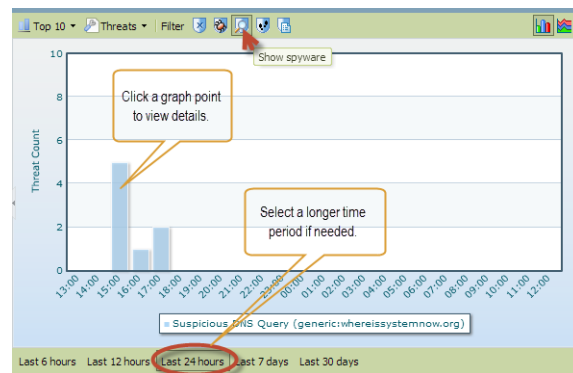 Top 10 Threats Filter
Show spyware
10
8
6
4
2
0
Threat Count
Click a graph point
to view details.
Select a longer time
period if needed.
13:00 14:00 15:00 16:00 17:00 18:00 19:00 20:00 21:00 22:00 23:00 00:00 01:00 02:00 03:00 04:00 05:00 06:00 07:00 08:00 09:00 10:00 11:00 12:00
Suspicious DNS Query (generic:whereissystemnow.org)
Last 6 hours Last 12 hours Last 24 hours Last 7 days Last 30 days